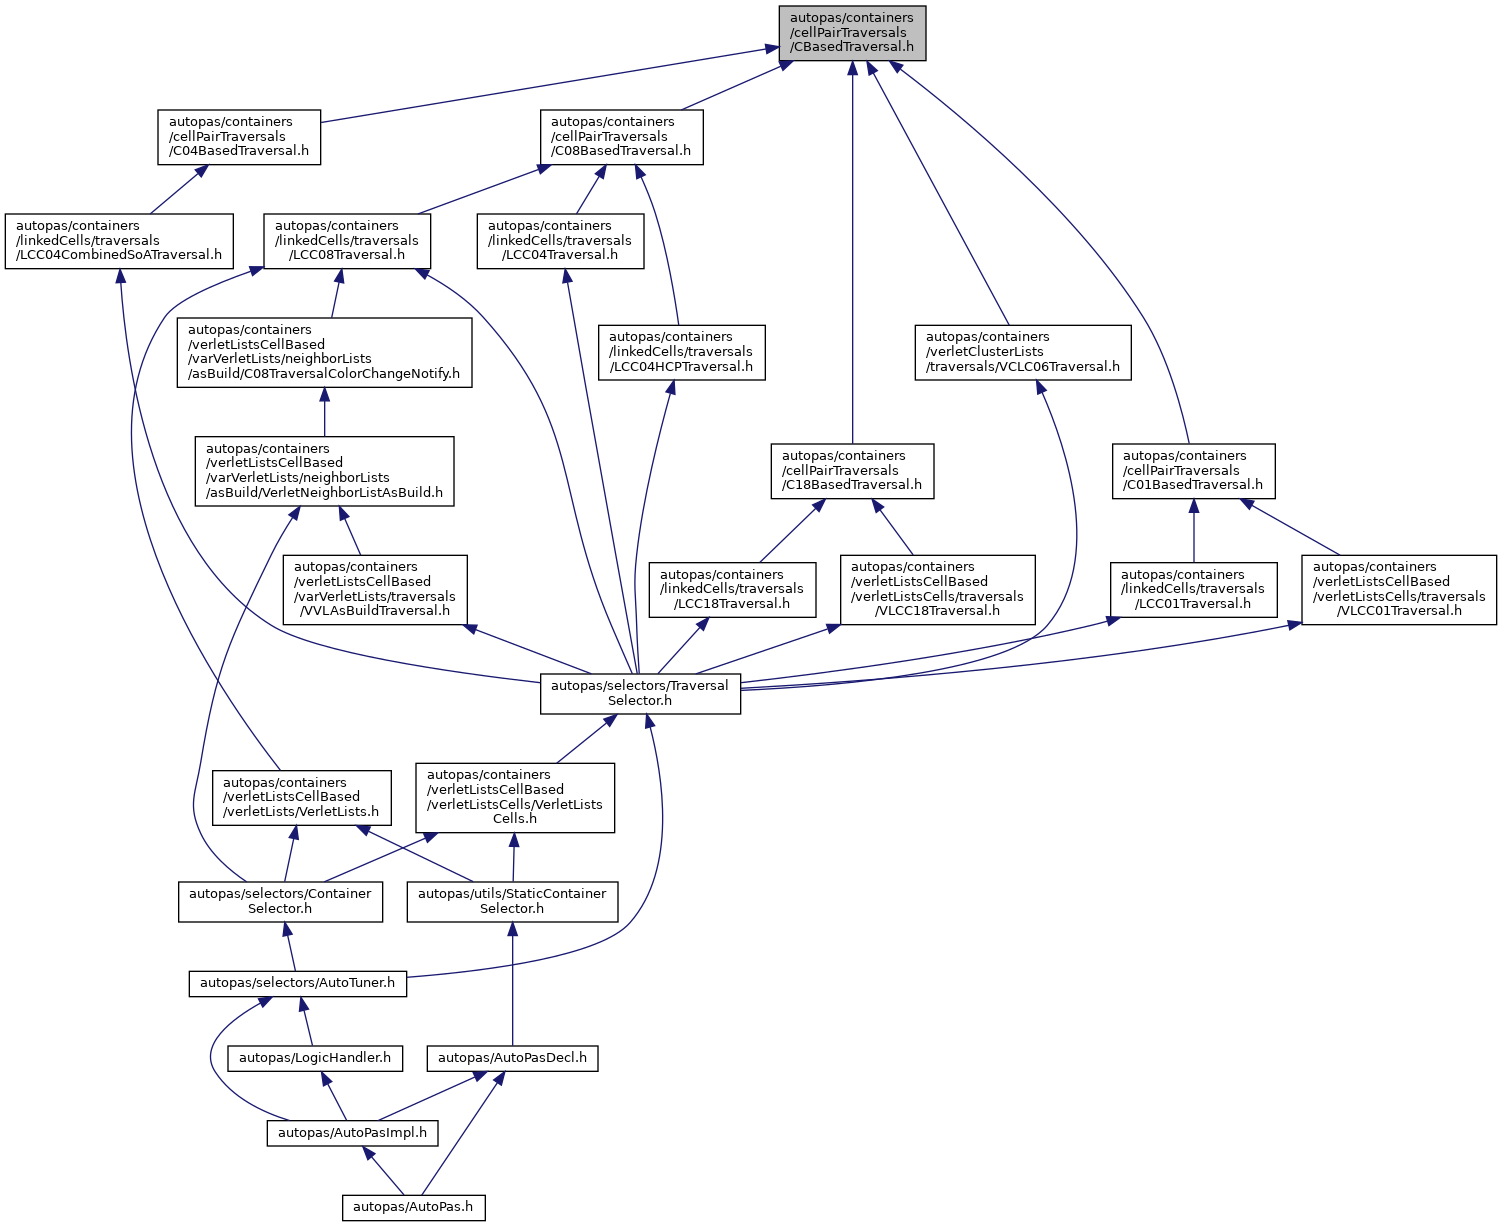 autopas/containers
/cellPairTraversals
/CBasedTraversal.h
autopas/containers
/cellPairTraversals
/C04BasedTraversal.h
autopas/containers
/cellPairTraversals
/C08BasedTraversal.h
autopas/containers
/linkedCells/traversals
/LCC04CombinedSoATraversal.h
autopas/containers
/linkedCells/traversals
/LCC08Traversal.h
autopas/containers
/linkedCells/traversals
/LCC04Traversal.h
autopas/containers
/verletListsCellBased
/varVerletLists/neighborLists
/asBuild/C08TraversalColorChangeNotify.h
autopas/containers
/linkedCells/traversals
/LCC04HCPTraversal.h
autopas/containers
/verletClusterLists
/traversals/VCLC06Traversal.h
autopas/containers
/verletListsCellBased
/varVerletLists/neighborLists
/asBuild/VerletNeighborListAsBuild.h
autopas/containers
/cellPairTraversals
/C18BasedTraversal.h
autopas/containers
/cellPairTraversals
/C01BasedTraversal.h
autopas/containers
/verletListsCellBased
/varVerletLists/traversals
/VVLAsBuildTraversal.h
autopas/containers
/linkedCells/traversals
/LCC18Traversal.h
autopas/containers
/verletListsCellBased
/verletListsCells/traversals
/VLCC18Traversal.h
autopas/containers
/linkedCells/traversals
/LCC01Traversal.h
autopas/containers
/verletListsCellBased
/verletListsCells/traversals
/VLCC01Traversal.h
autopas/selectors/Traversal
Selector.h
autopas/containers
/verletListsCellBased
/verletLists/VerletLists.h
autopas/containers
/verletListsCellBased
/verletListsCells/VerletLists
Cells.h
autopas/selectors/Container
Selector.h
autopas/utils/StaticContainer
Selector.h
autopas/selectors/AutoTuner.h
autopas/LogicHandler.h
autopas/AutoPasDecl.h
autopas/AutoPasImpl.h
autopas/AutoPas.h